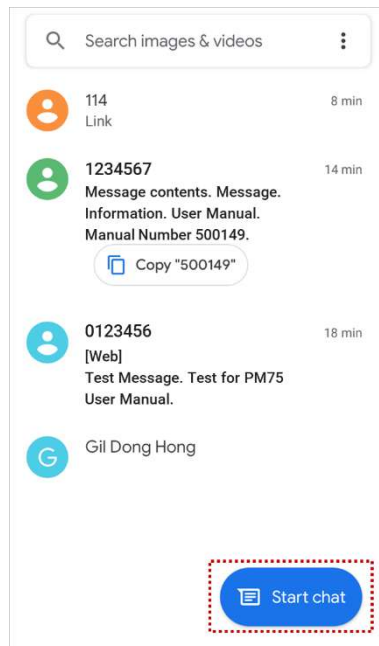 Search images & videos
114
8 min
Link
1234567
14 min
Message contents. Message.
Information. User Manual.
Manual Number 500149.
Copy "500149"
0123456
18 min
[Web]
Test Message. Test for PM75
User Manual.
G
Gil Dong Hong
Start chat